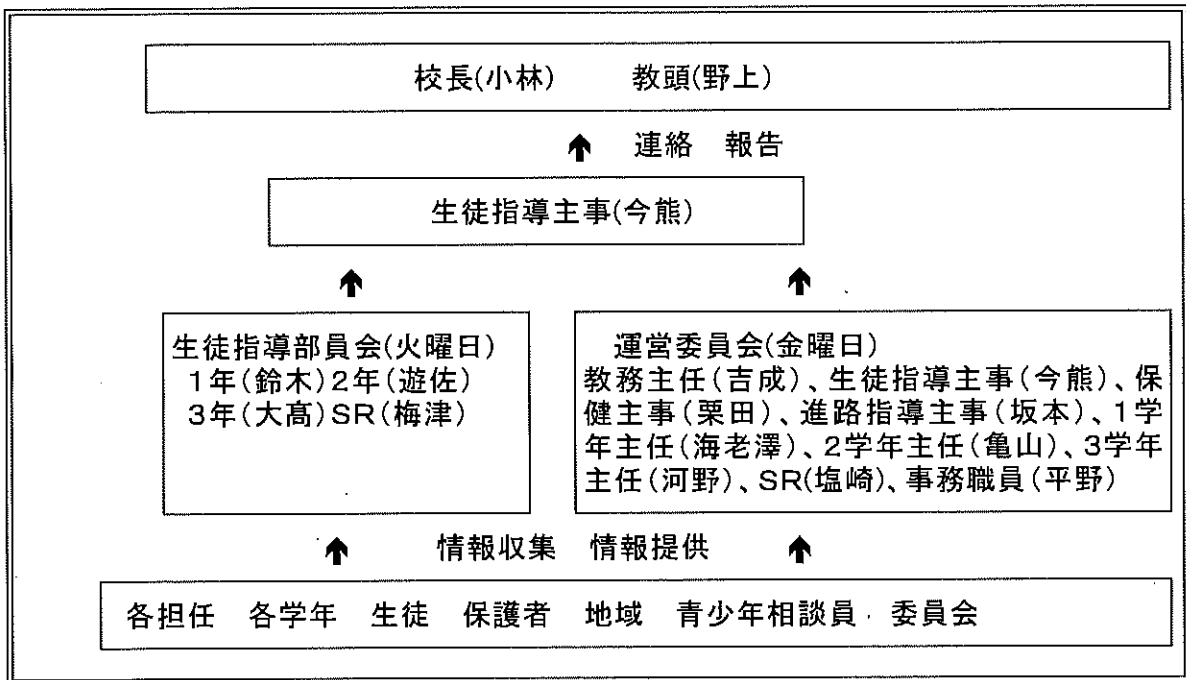 校長(小林)　　教頭(野上)
連絡　報告
生徒指導主事(今熊)
生徒指導部員会(火曜日)
1年(鈴木)2年(遊佐)
3年(大髙)SR(梅津)
運営委員会(金曜日)
教務主任(吉成)、生徒指導主事(今熊)、保
健主事(栗田)、進路指導主事(坂本)、1学
年主任(海老澤)、2学年主任(亀山)、3学年
主任(河野)、SR(塩崎)、事務職員(平野)
情報収集　情報提供
各担任　各学年　生徒　保護者　地域　青少年相談員　委員会